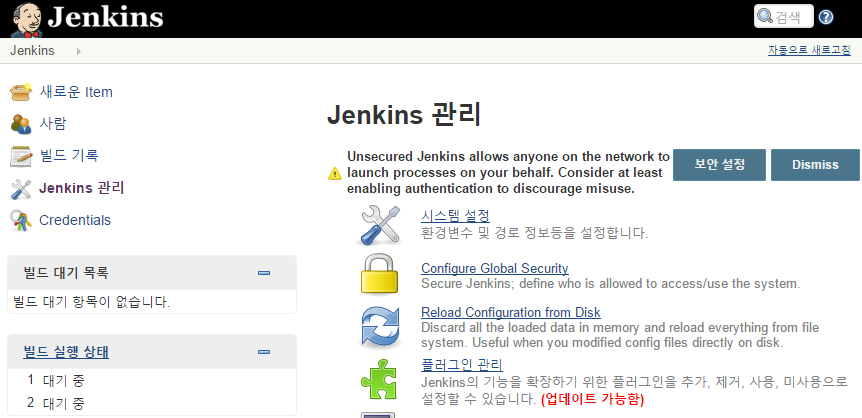 Jenkins
검색
Jenkins
자동으로 새로고침
새로운 Item
사람
빌드 기록
Jenkins 관리
Credentials
빌드 대기 목록
빌드 대기 항목이 없습니다.
빌드 실행 상태
1 대기 중
2 대기 중
Jenkins 관리
Unsecured Jenkins allows anyone on the network to
launch processes on your behalf. Consider at least
enabling authentication to discourage misuse.
보안 설정
Dismiss
시스템 설정
환경변수 및 경로 정보등을 설정합니다.
Configure Global Security
Secure Jenkins; define who is allowed to access/use the system.
Reload Configuration from Disk
Discard all the loaded data in memory and reload everything from file
system. Useful when you modified config files directly on disk.
플러그인 관리
Jenkins의 기능을 확장하기 위한 플러그인을 추가, 제거, 사용, 미사용으로
설정할 수 있습니다. (업데이트 가능함)